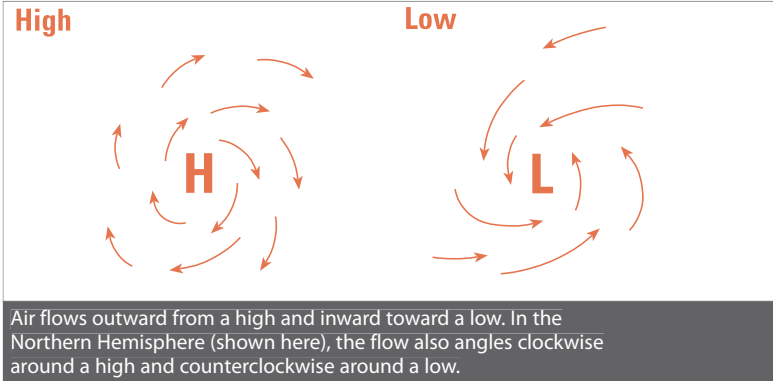 High
Low
H
L
Air flows outward from a high and inward toward a low. In the
Northern Hemisphere (shown here), the flow also angles clockwise
around a high and counterclockwise around a low.